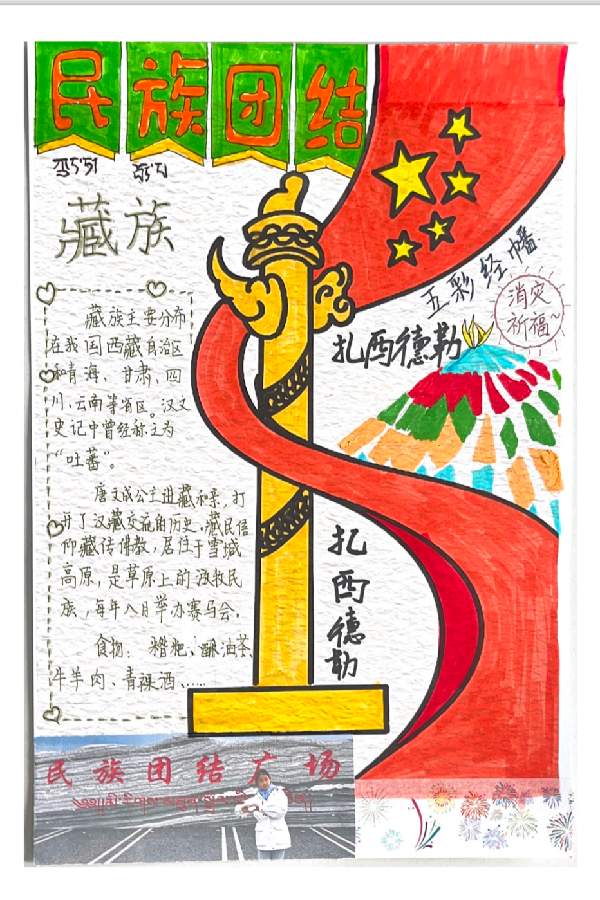 民族团结
藏族
藏族主要分布
在我国西藏自治区
和青海、甘肃、四
川、云南等省区。汉文
史记中曾经称之为
“吐蕃”。
唐文成公主进藏和亲，打
开了汉藏交流的历史，藏民信
仰藏传佛教，居住于雪域
高原，是草原上的游牧民
族，每年八月举办赛马会。
食物：糌粑、酥油茶、
牛羊肉、青稞酒……
五彩经幡
消灾
祈福~
扎西德勒
扎西德勒
民族团结广场